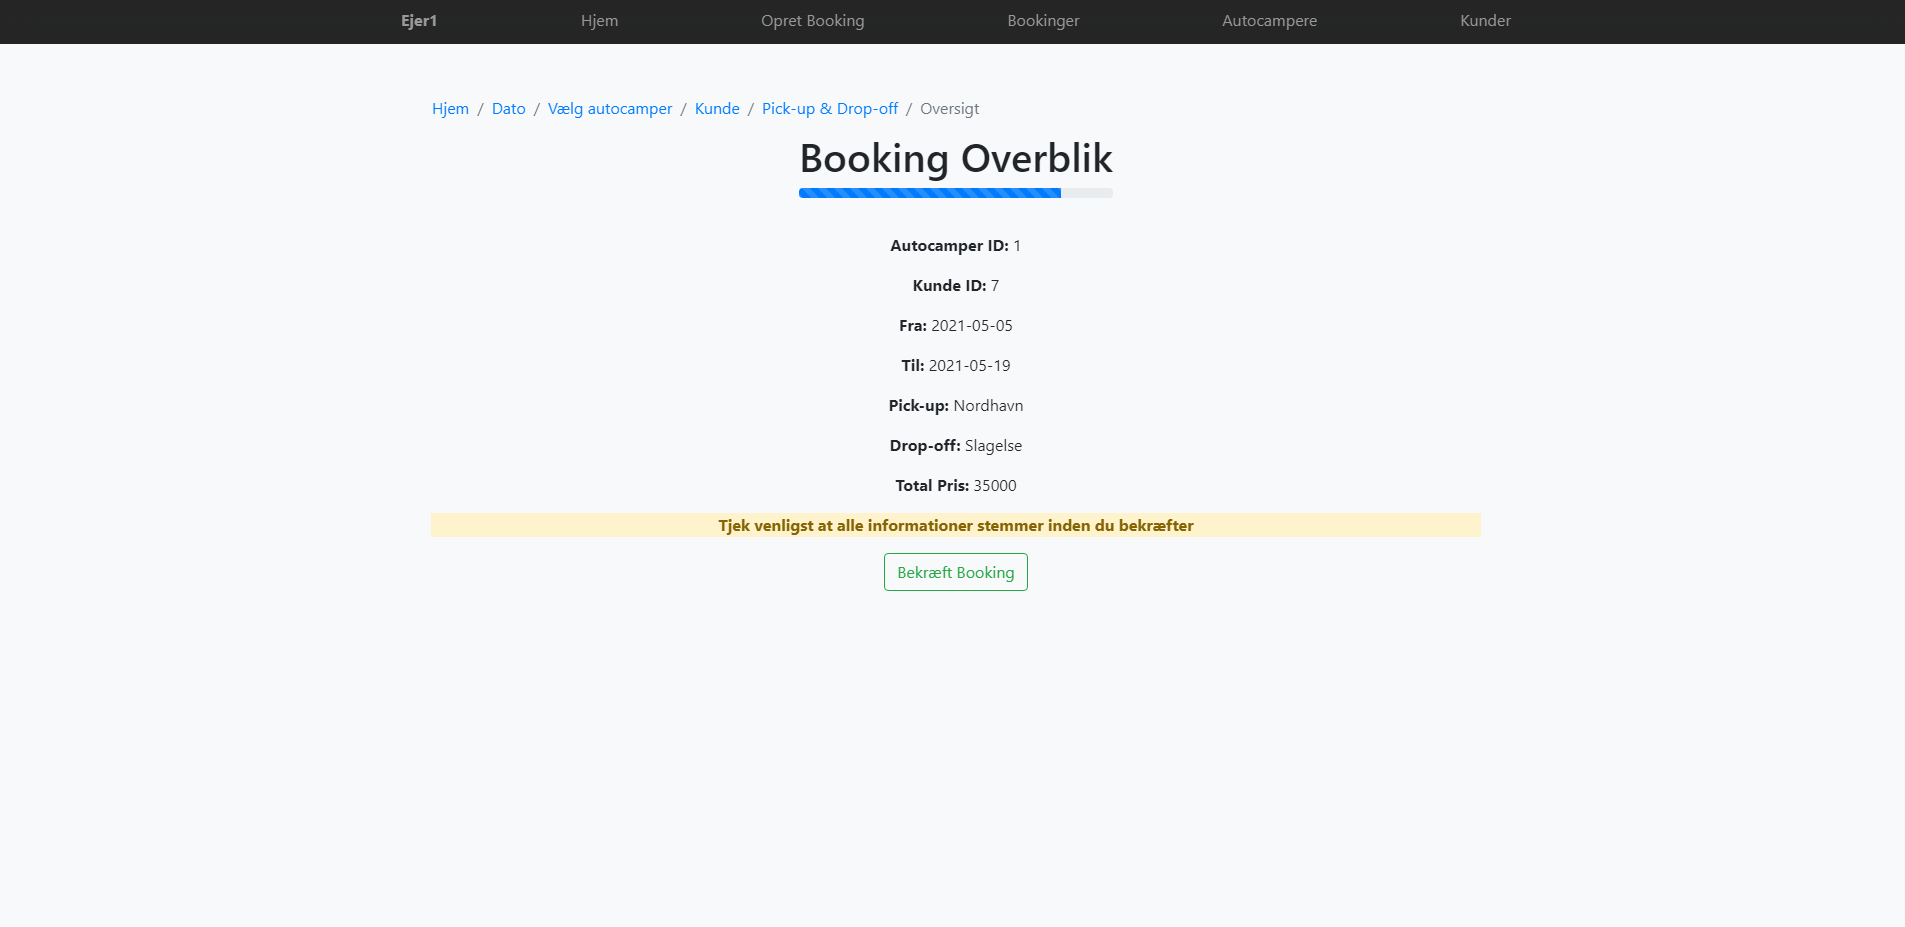 Ejer1 Hjem Opret Booking Bookinger Autocampere Kunder
Hjem / Dato / Vælg autocamper / Kunde / Pick-up & Drop-off / Oversigt
Booking Overblik
Autocamper ID: 1
Kunde ID: 7
Fra: 2021-05-05
Til: 2021-05-19
Pick-up: Nordhavn
Drop-off: Slagelse
Total Pris: 35000
Tjek venligst at alle informationer stemmer inden du bekræfter
Bekræft Booking